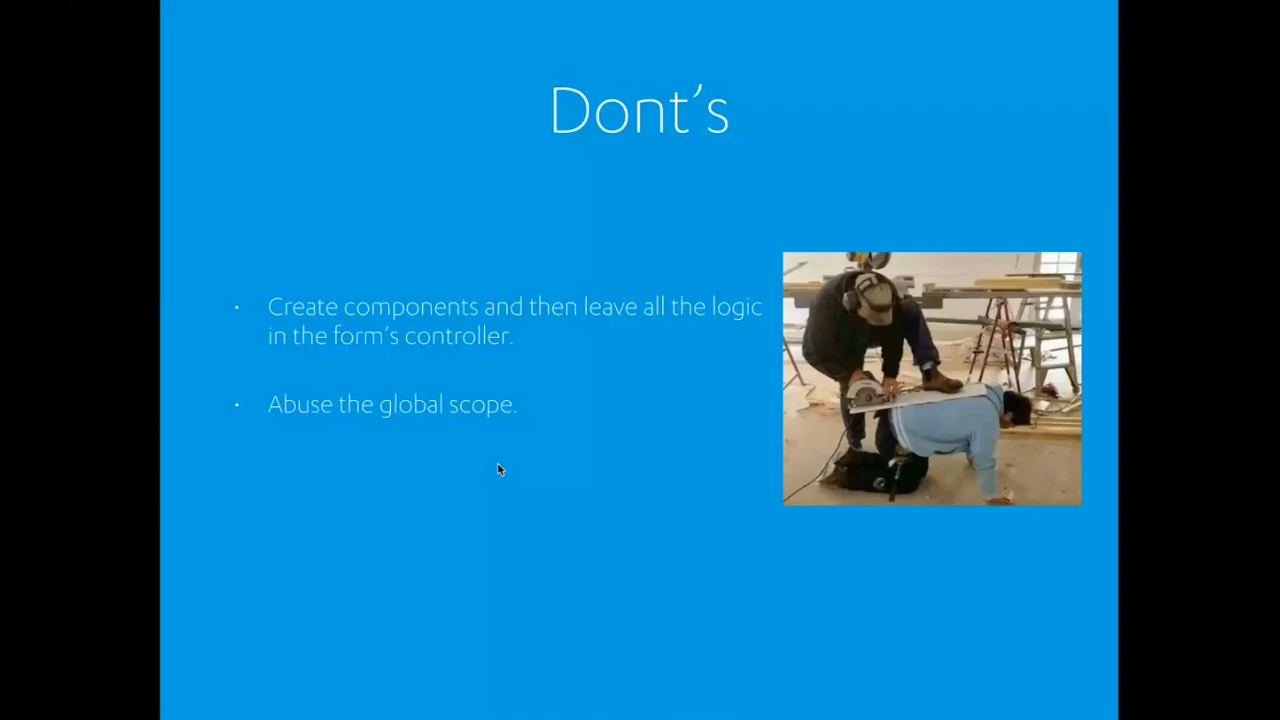 Dont's
· Create components and then leave all the logic
in the form's controller.
· Abuse the global scope.